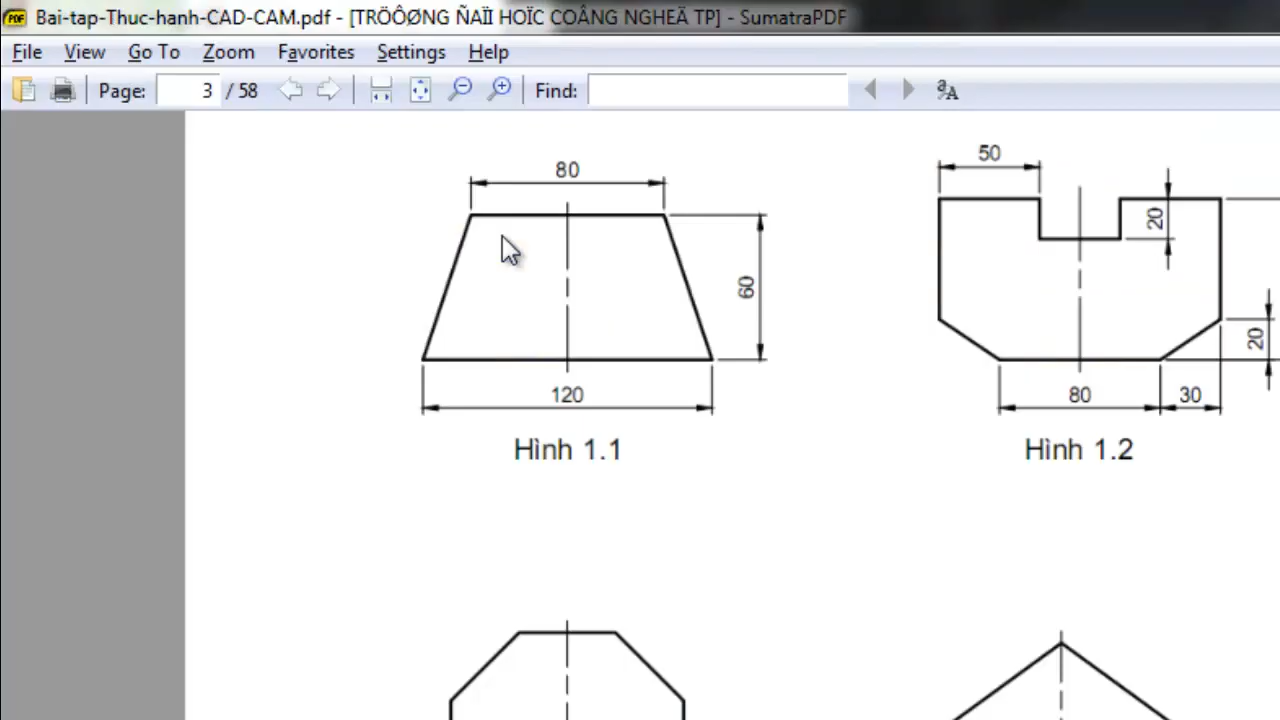 PDF Bai-tap-Thuc-hanh-CAD-CAM.pdf - [TRÖÔØNG ÑAÏI HOÏC COÂNG NGHEÄ TP] - SumatraPDF
File View Go To Zoom Favorites Settings Help
Page: 3 / 58 Find: aA
80
60
120
Hình 1.1
50
20
20
80
30
Hình 1.2